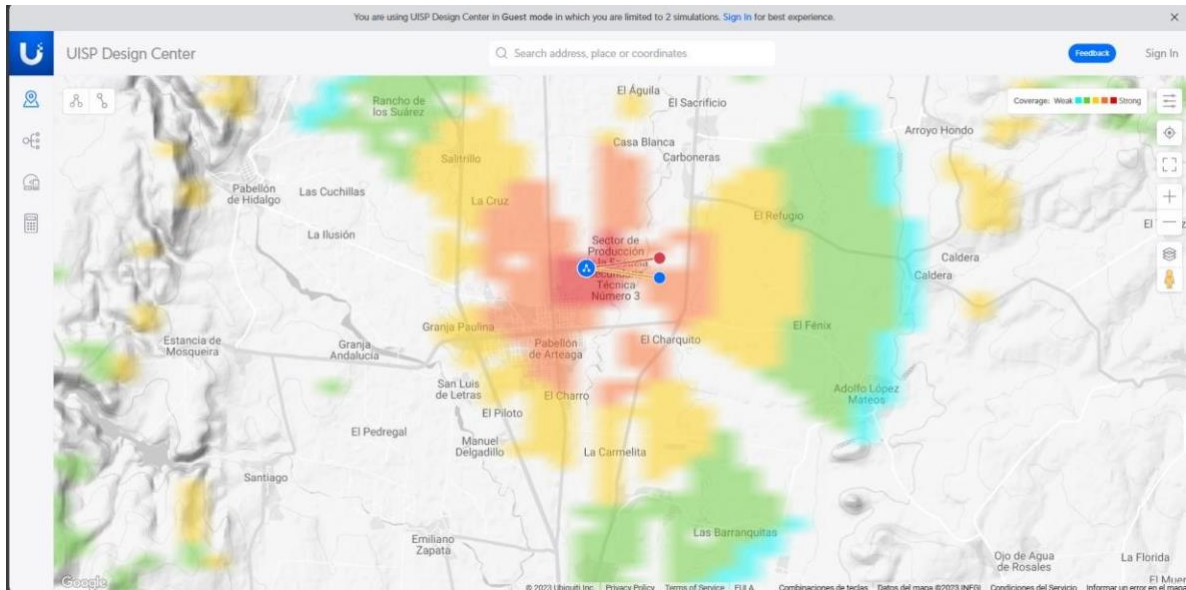 You are using UISP Design Center in Guest mode in which you are limited to 2 simulations. Sign In for best experience.
UISP Design Center
Search address, place or coordinates
Feedback
Sign In
Coverage: Weak Strong
El Águila
El Sacrificio
Rancho de
los Suárez
Arroyo Hondo
Casa Blanca
Carboneras
Salitrillo
Pabellón
de Hidalgo
Las Cuchillas
La Cruz
El Refugio
La Ilusión
Sector de
Producción
de la Escuela
Secundaria
Técnica
Número 3
Caldera
Caldera
Granja Paulina
El Fénix
Estancia de
Mosqueira
Granja
Andalucia
Pabellón
de Arteaga
El Charquito
San Luis
de Letras
El Charro
Adolfo López
Mateos
El Piloto
El Pedregal
Manuel
Delgadillo
La Carmelita
Santiago
Las Barranquitas
Emiliano
Zapata
Ojo de Agua
de Rosales
La Florida
Google
© 2023 Ubiquiti Inc. Privacy Policy Terms of Service EULA Combinaciones de teclas Datos del mapa ©2023 INEGI Condiciones del Servicio Informar un error en el mapa